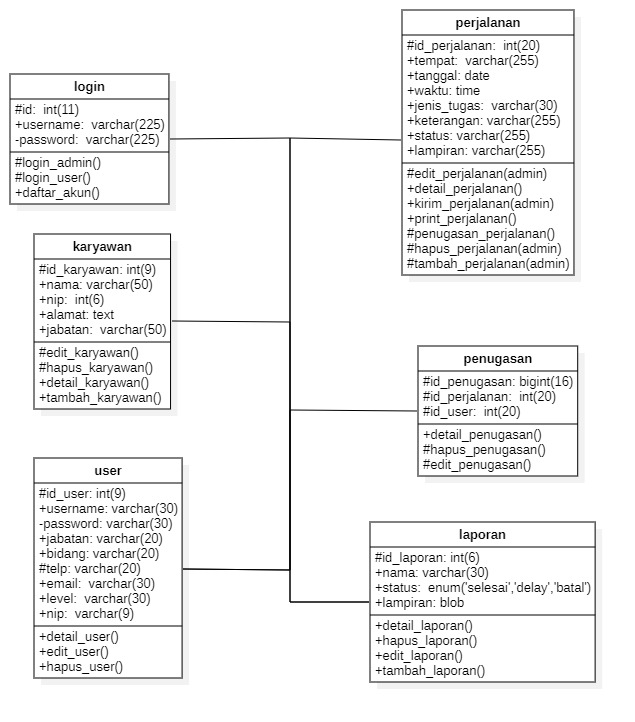 login
#id:  int(11)
+username:  varchar(225)
-password:  varchar(225)
#login_admin()
#login_user()
+daftar_akun()
karyawan
#id_karyawan: int(9)
+nama: varchar(50)
+nip:  int(6)
+alamat: text
+jabatan:  varchar(50)
#edit_karyawan()
#hapus_karyawan()
+detail_karyawan()
+tambah_karyawan()
user
#id_user: int(9)
+username: varchar(30)
-password: varchar(30)
+jabatan: varchar(20)
+bidang: varchar(20)
#telp: varchar(20)
+email:  varchar(30)
+level:  varchar(30)
+nip:  varchar(9)
+detail_user()
+edit_user()
+hapus_user()
perjalanan
#id_perjalanan:  int(20)
+tempat:  varchar(255)
+tanggal: date
+waktu: time
+jenis_tugas:  varchar(30)
+keterangan: varchar(255)
+status: varchar(255)
+lampiran: varchar(255)
#edit_perjalanan(admin)
+detail_perjalanan()
+kirim_perjalanan(admin)
+print_perjalanan()
#penugasan_perjalanan()
#hapus_perjalanan(admin)
#tambah_perjalanan(admin)
penugasan
#id_penugasan: bigint(16)
#id_perjalanan:  int(20)
#id_user:  int(20)
+detail_penugasan()
#hapus_penugasan()
#edit_penugasan()
laporan
#id_laporan: int(6)
+nama: varchar(30)
+status:  enum('selesai','delay','batal')
+lampiran: blob
+detail_laporan()
+hapus_laporan()
+edit_laporan()
+tambah_laporan()